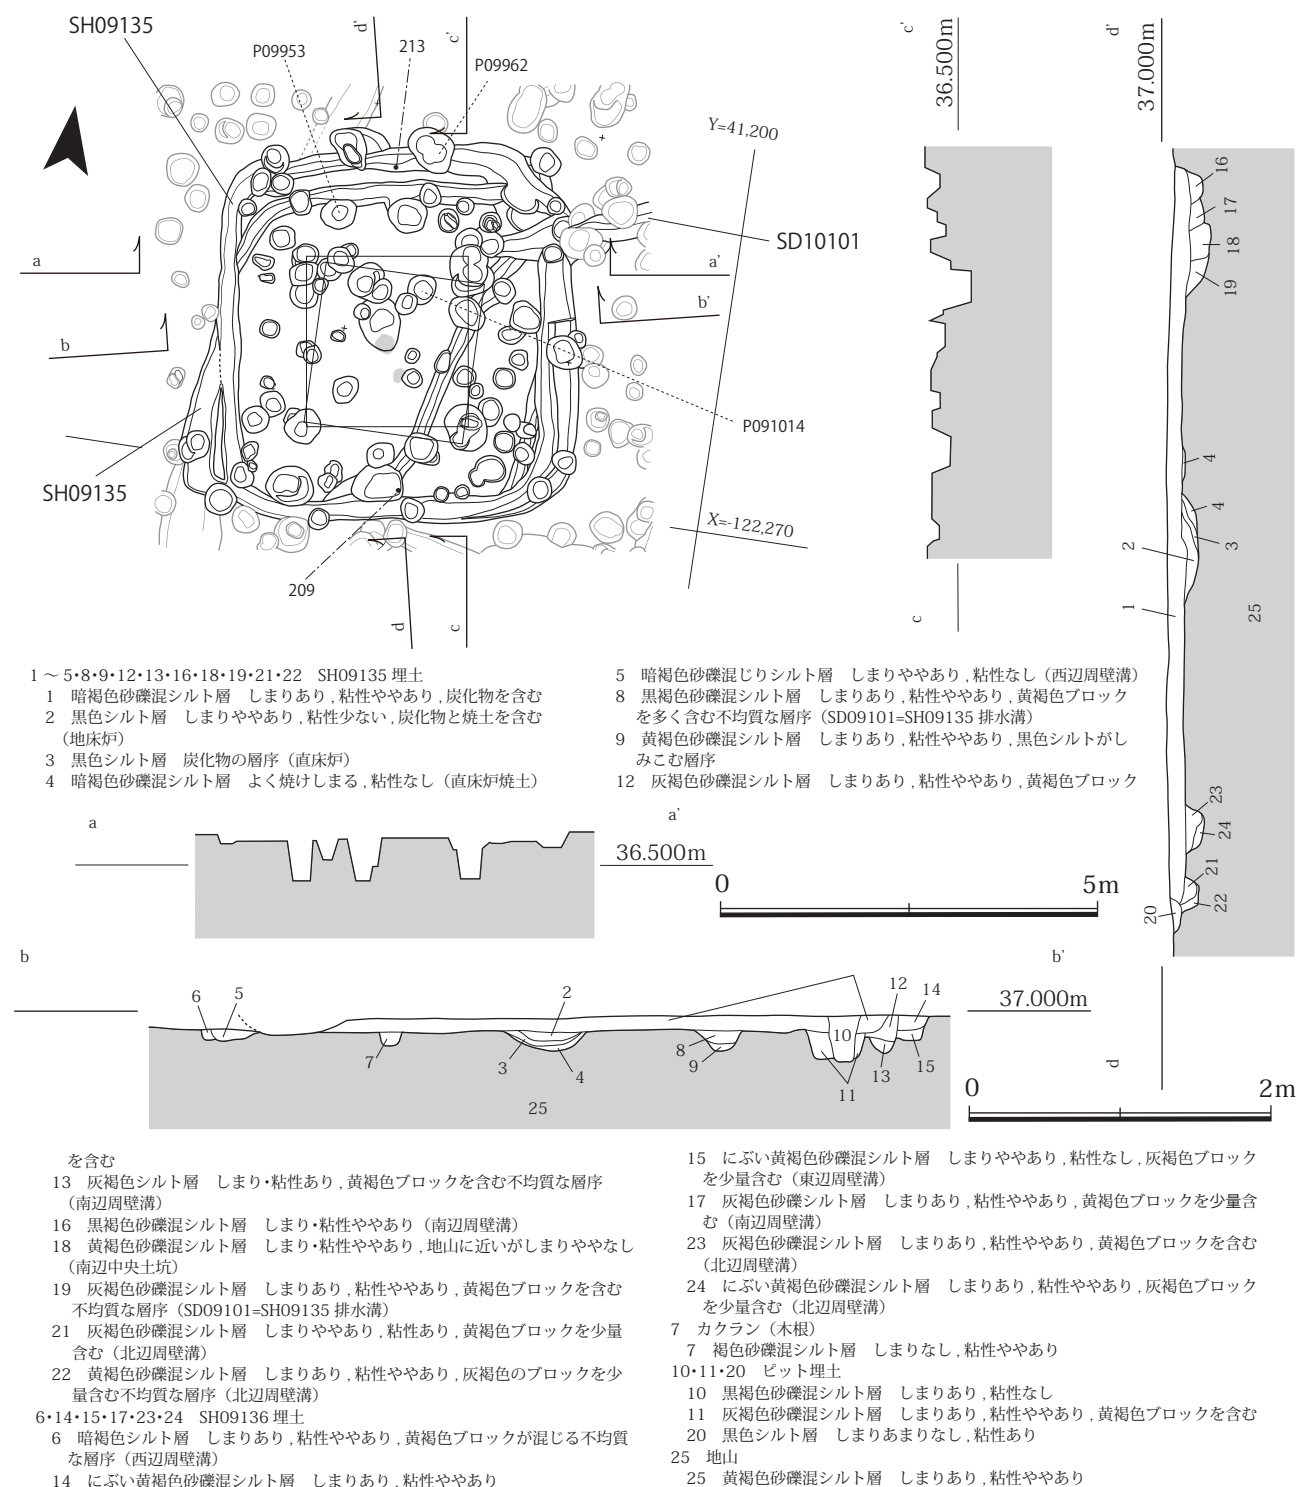 SH09135
P09953
213
P09962
d'
c'
Y=41,200
SD10101
a
a'
b'
b
P091014
SH09135
X=-122,270
209
d
c
c'
36.500m
c
d'
37.000m
16
17
18
19
4
4
3
2
1
25
23
24
21
22
20
d
1～5・8・9・12・13・16・18・19・21・22　SH09135 埋土
1　暗褐色砂礫混シルト層　しまりあり,粘性ややあり,炭化物を含む
2　黒色シルト層　しまりややあり,粘性少ない,炭化物と焼土を含む
（地床炉）
3　黒色シルト層　炭化物の層序（直床炉）
4　暗褐色砂礫混シルト層　よく焼けしまる,粘性なし（直床炉焼土）
5　暗褐色砂礫混じりシルト層　しまりややあり,粘性なし（西辺周壁溝）
8　黒褐色砂礫混シルト層　しまりあり,粘性ややあり,黄褐色ブロック
を多く含む不均質な層序（SD09101=SH09135 排水溝）
9　黄褐色砂礫混シルト層　しまりあり,粘性ややあり,黒色シルトがし
みこむ層序
12　灰褐色砂礫混シルト層　しまりあり,粘性ややあり,黄褐色ブロック
a
a'
36.500m
0
5m
b
b'
37.000m
6
5
2
12
14
10
7
3
4
8
9
11
13
15
25
0
2m
を含む
13　灰褐色シルト層　しまり・粘性あり,黄褐色ブロックを含む不均質な層序
（南辺周壁溝）
16　黒褐色砂礫混シルト層　しまり・粘性ややあり（南辺周壁溝）
18　黄褐色砂礫混シルト層　しまり・粘性ややあり,地山に近いがしまりややなし
（南辺中央土坑）
19　灰褐色砂礫混シルト層　しまりあり,粘性ややあり,黄褐色ブロックを含む
不均質な層序（SD09101=SH09135 排水溝）
21　灰褐色砂礫混シルト層　しまりややあり,粘性あり,黄褐色ブロックを少量
含む（北辺周壁溝）
22　黄褐色砂礫混シルト層　しまりあり,粘性ややあり,灰褐色のブロックを少
量含む不均質な層序（北辺周壁溝）
6・14・15・17・23・24　SH09136 埋土
6　暗褐色シルト層　しまりあり,粘性ややあり,黄褐色ブロックが混じる不均質
な層序（西辺周壁溝）
14　にぶい黄褐色砂礫混シルト層　しまりあり,粘性ややあり
15　にぶい黄褐色砂礫混シルト層　しまりややあり,粘性なし,灰褐色ブロック
を少量含む（東辺周壁溝）
17　灰褐色砂礫シルト層　しまりあり,粘性ややあり,黄褐色ブロックを少量含
む（南辺周壁溝）
23　灰褐色砂礫混シルト層　しまりあり,粘性ややあり,黄褐色ブロックを含む
（北辺周壁溝）
24　にぶい黄褐色砂礫混シルト層　しまりあり,粘性ややあり,灰褐色ブロック
を少量含む（北辺周壁溝）
7　カクラン（木根）
7　褐色砂礫混シルト層　しまりなし,粘性ややあり
10・11・20　ピット埋土
10　黒褐色砂礫混シルト層　しまりあり,粘性なし
11　灰褐色砂礫混シルト層　しまりあり,粘性ややあり,黄褐色ブロックを含む
20　黒色シルト層　しまりあまりなし,粘性あり
25　地山
25　黄褐色砂礫混シルト層　しまりあり,粘性ややあり